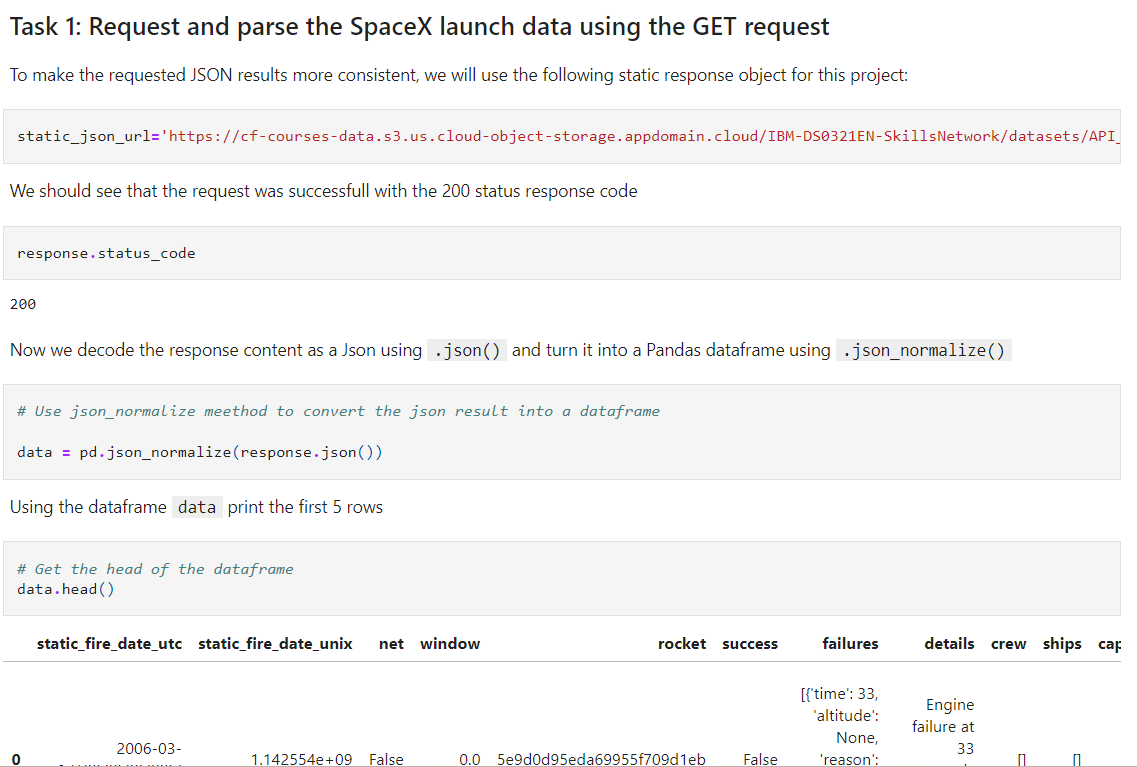 Task 1: Request and parse the SpaceX launch data using the GET request
To make the requested JSON results more consistent, we will use the following static response object for this project:
static_json_url='https://cf-courses-data.s3.us.cloud-object-storage.appdomain.cloud/IBM-DS0321EN-SkillsNetwork/datasets/API_
We should see that the request was successfull with the 200 status response code
response.status_code
200
Now we decode the response content as a Json using .json() and turn it into a Pandas dataframe using .json_normalize()
# Use json_normalize meethod to convert the json result into a dataframe
data = pd.json_normalize(response.json())
Using the dataframe data print the first 5 rows
# Get the head of the dataframe
data.head()
static_fire_date_utc static_fire_date_unix net window rocket success failures details crew ships cap
[{'time': 33,
'altitude': Engine
None, failure at
0 2006-03- 1.142554e+09 False 0.0 5e9d0d95eda69955f709d1eb False 'reason': 33 [] []